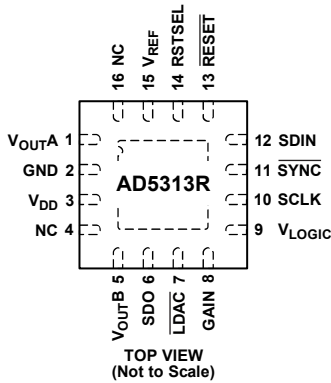 16 NC
15 VREF
14 RSTSEL
13 RESET
VOUTA 1
GND 2
VDD 3
NC 4
AD5313R
12 SDIN
11 SYNC
10 SCLK
9 VLOGIC
VOUTB 5
SDO 6
LDAC 7
GAIN 8
TOP VIEW
(Not to Scale)